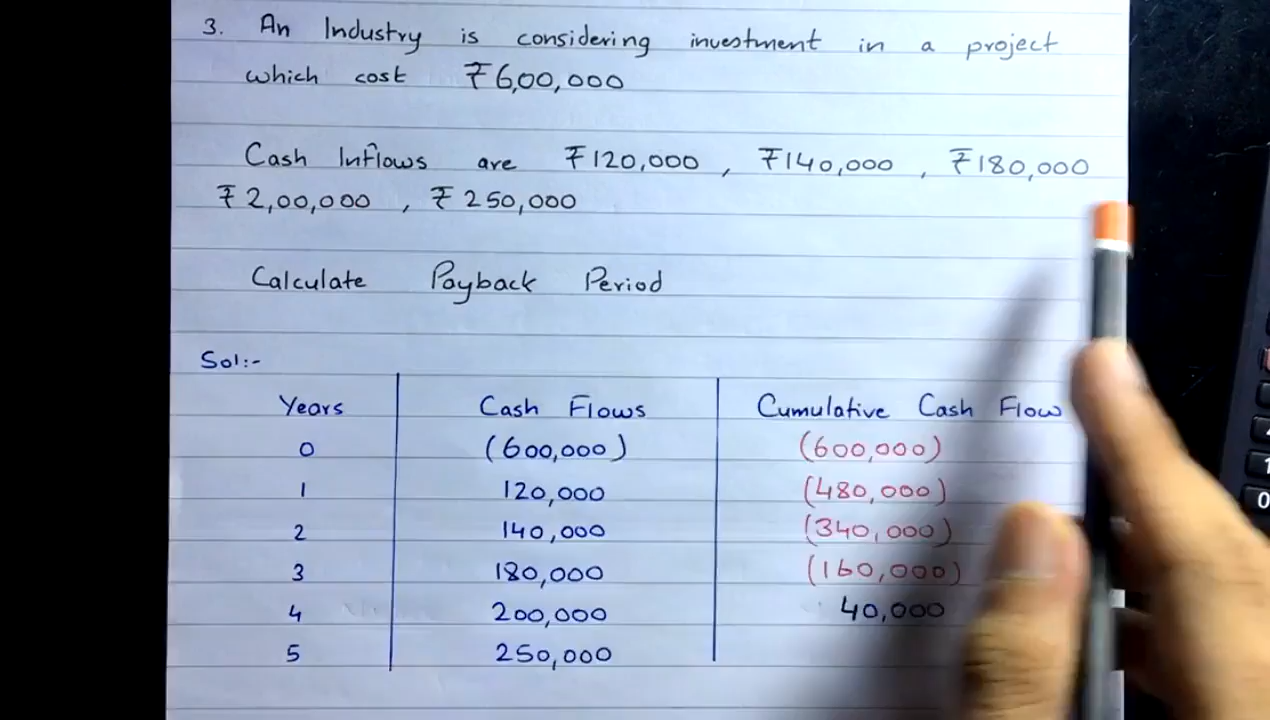 3. An Industry is considering investment in a project
which cost ₹6,00,000
Cash Inflows are ₹120,000 , ₹140,000 , ₹180,000
₹2,00,000 , ₹250,000
Calculate Payback Period
Sol:-
Years Cash Flows Cumulative Cash Flow
0 (600,000) (600,000)
1 120,000 (480,000)
2 140,000 (340,000)
3 180,000 (160,000)
4 200,000 40,000
5 250,000
0